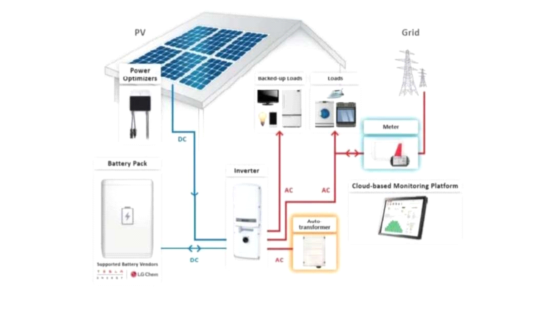 PV
Grid
Power
Optimizers
Backed-up Loads
Loads
Meter
DC
Battery Pack
Inverter
AC
AC
Cloud-based Monitoring Platform
Auto-
transformer
DC
AC
Supported Battery Vendors
TESLA
LG Chem